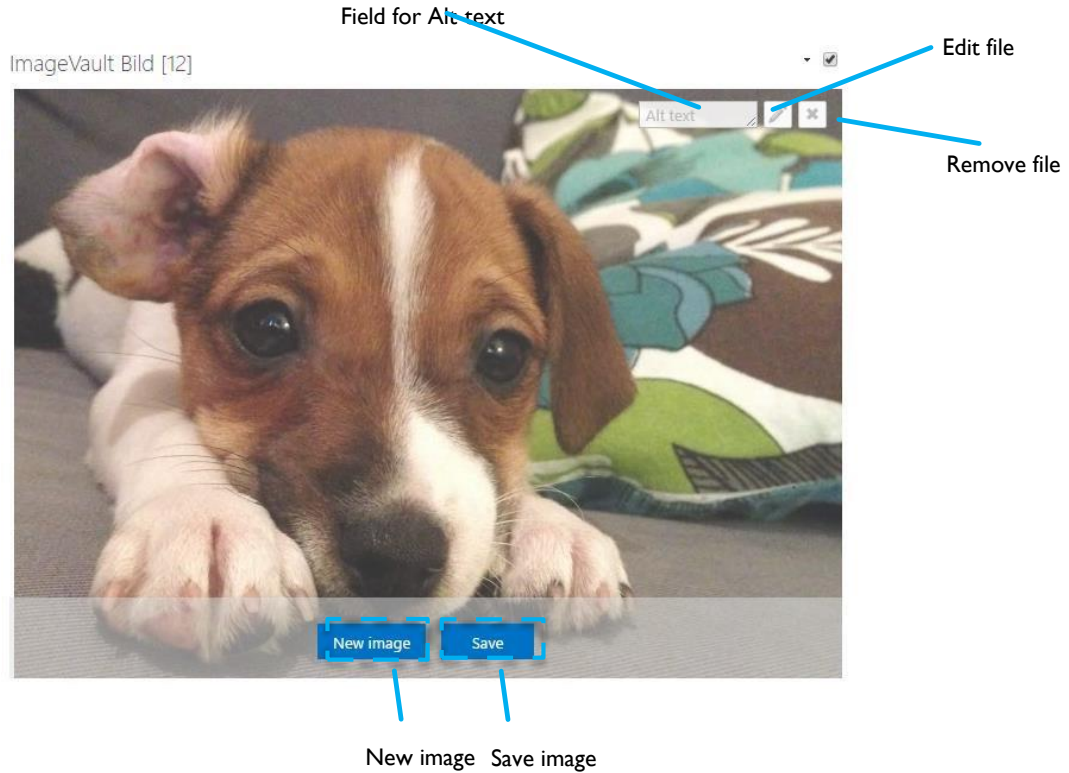 Field for Alt text
Edit file
ImageVault Bild [12]
Alt text
Remove file
New image
Save
New image
Save image